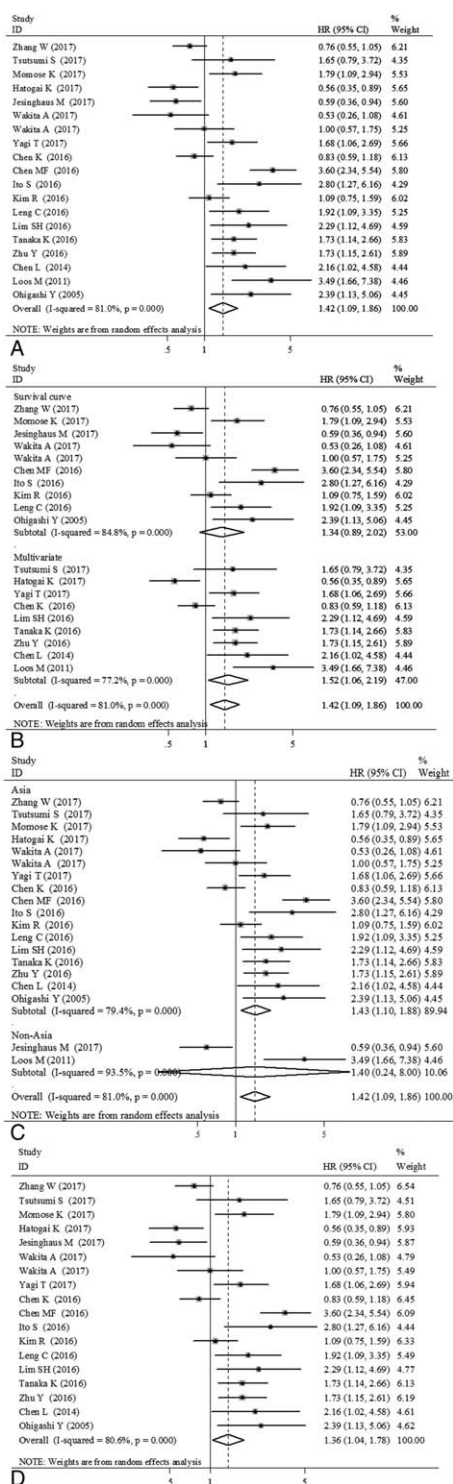 Study %
ID HR (95% CI) Weight
Zhang W (2017) 0.76 (0.55, 1.05) 6.21
Tsutsumi S (2017) 1.65 (0.79, 3.72) 4.35
Momose K (2017) 1.79 (1.09, 2.94) 5.53
Hatogai K (2017) 0.56 (0.35, 0.89) 5.65
Jesinghaus M (2017) 0.59 (0.36, 0.94) 5.60
Wakita A (2017) 0.53 (0.26, 1.08) 4.61
Wakita A (2017) 1.00 (0.57, 1.75) 5.25
Yagi T (2017) 1.68 (1.06, 2.69) 5.66
Chen K (2016) 0.83 (0.59, 1.18) 6.13
Chen MF (2016) 3.60 (2.34, 5.54) 5.80
Ito S (2016) 2.80 (1.27, 6.16) 4.29
Kim R (2016) 1.09 (0.75, 1.59) 6.02
Leng C (2016) 1.92 (1.09, 3.35) 5.25
Lim SH (2016) 2.29 (1.12, 4.69) 4.59
Tanaka K (2016) 1.73 (1.14, 2.66) 5.83
Zhu Y (2016) 1.73 (1.15, 2.61) 5.89
Chen L (2014) 2.16 (1.02, 4.58) 4.44
Loos M (2011) 3.49 (1.66, 7.38) 4.46
Ohigashi Y (2005) 2.39 (1.13, 5.06) 4.45
Overall (I-squared = 81.0%, p = 0.000) 1.42 (1.09, 1.86) 100.00
NOTE: Weights are from random effects analysis
.5 1 5
A
Study %
ID HR (95% CI) Weight
Survival curve
Zhang W (2017) 0.76 (0.55, 1.05) 6.21
Momose K (2017) 1.79 (1.09, 2.94) 5.53
Jesinghaus M (2017) 0.59 (0.36, 0.94) 5.60
Wakita A (2017) 0.53 (0.26, 1.08) 4.61
Wakita A (2017) 1.00 (0.57, 1.75) 5.25
Chen MF (2016) 3.60 (2.34, 5.54) 5.80
Ito S (2016) 2.80 (1.27, 6.16) 4.29
Kim R (2016) 1.09 (0.75, 1.59) 6.02
Leng C (2016) 1.92 (1.09, 3.35) 5.25
Ohigashi Y (2005) 2.39 (1.13, 5.06) 4.45
Subtotal (I-squared = 84.8%, p = 0.000) 1.34 (0.89, 2.02) 53.00
.
Multivariate
Tsutsumi S (2017) 1.65 (0.79, 3.72) 4.35
Hatogai K (2017) 0.56 (0.35, 0.89) 5.65
Yagi T (2017) 1.68 (1.06, 2.69) 5.66
Chen K (2016) 0.83 (0.59, 1.18) 6.13
Lim SH (2016) 2.29 (1.12, 4.69) 4.59
Tanaka K (2016) 1.73 (1.14, 2.66) 5.83
Zhu Y (2016) 1.73 (1.15, 2.61) 5.89
Chen L (2014) 2.16 (1.02, 4.58) 4.44
Loos M (2011) 3.49 (1.66, 7.38) 4.46
Subtotal (I-squared = 77.2%, p = 0.000) 1.52 (1.06, 2.19) 47.00
.
Overall (I-squared = 81.0%, p = 0.000) 1.42 (1.09, 1.86) 100.00
NOTE: Weights are from random effects analysis
.5 1 5
B
Study %
ID HR (95% CI) Weight
Asia
Zhang W (2017) 0.76 (0.55, 1.05) 6.21
Tsutsumi S (2017) 1.65 (0.79, 3.72) 4.35
Momose K (2017) 1.79 (1.09, 2.94) 5.53
Hatogai K (2017) 0.56 (0.35, 0.89) 5.65
Wakita A (2017) 0.53 (0.26, 1.08) 4.61
Wakita A (2017) 1.00 (0.57, 1.75) 5.25
Yagi T (2017) 1.68 (1.06, 2.69) 5.66
Chen K (2016) 0.83 (0.59, 1.18) 6.13
Chen MF (2016) 3.60 (2.34, 5.54) 5.80
Ito S (2016) 2.80 (1.27, 6.16) 4.29
Kim R (2016) 1.09 (0.75, 1.59) 6.02
Leng C (2016) 1.92 (1.09, 3.35) 5.25
Lim SH (2016) 2.29 (1.12, 4.69) 4.59
Tanaka K (2016) 1.73 (1.14, 2.66) 5.83
Zhu Y (2016) 1.73 (1.15, 2.61) 5.89
Chen L (2014) 2.16 (1.02, 4.58) 4.44
Ohigashi Y (2005) 2.39 (1.13, 5.06) 4.45
Subtotal (I-squared = 79.4%, p = 0.000) 1.43 (1.10, 1.88) 89.94
.
Non-Asia
Jesinghaus M (2017) 0.59 (0.36, 0.94) 5.60
Loos M (2011) 3.49 (1.66, 7.38) 4.46
Subtotal (I-squared = 93.5%, p = 0.000) 1.40 (0.24, 8.00) 10.06
.
Overall (I-squared = 81.0%, p = 0.000) 1.42 (1.09, 1.86) 100.00
NOTE: Weights are from random effects analysis
.5 1 5
C
Study %
ID HR (95% CI) Weight
Zhang W (2017) 0.76 (0.55, 1.05) 6.54
Tsutsumi S (2017) 1.65 (0.79, 3.72) 4.51
Momose K (2017) 1.79 (1.09, 2.94) 5.80
Hatogai K (2017) 0.56 (0.35, 0.89) 5.93
Jesinghaus M (2017) 0.59 (0.36, 0.94) 5.87
Wakita A (2017) 0.53 (0.26, 1.08) 4.79
Wakita A (2017) 1.00 (0.57, 1.75) 5.49
Yagi T (2017) 1.68 (1.06, 2.69) 5.94
Chen K (2016) 0.83 (0.59, 1.18) 6.45
Chen MF (2016) 3.60 (2.34, 5.54) 6.09
Ito S (2016) 2.80 (1.27, 6.16) 4.44
Kim R (2016) 1.09 (0.75, 1.59) 6.33
Leng C (2016) 1.92 (1.09, 3.35) 5.49
Lim SH (2016) 2.29 (1.12, 4.69) 4.77
Tanaka K (2016) 1.73 (1.14, 2.66) 6.13
Zhu Y (2016) 1.73 (1.15, 2.61) 6.19
Chen L (2014) 2.16 (1.02, 4.58) 4.61
Ohigashi Y (2005) 2.39 (1.13, 5.06) 4.62
Overall (I-squared = 80.6%, p = 0.000) 1.36 (1.04, 1.78) 100.00
NOTE: Weights are from random effects analysis
.5 1 5
D